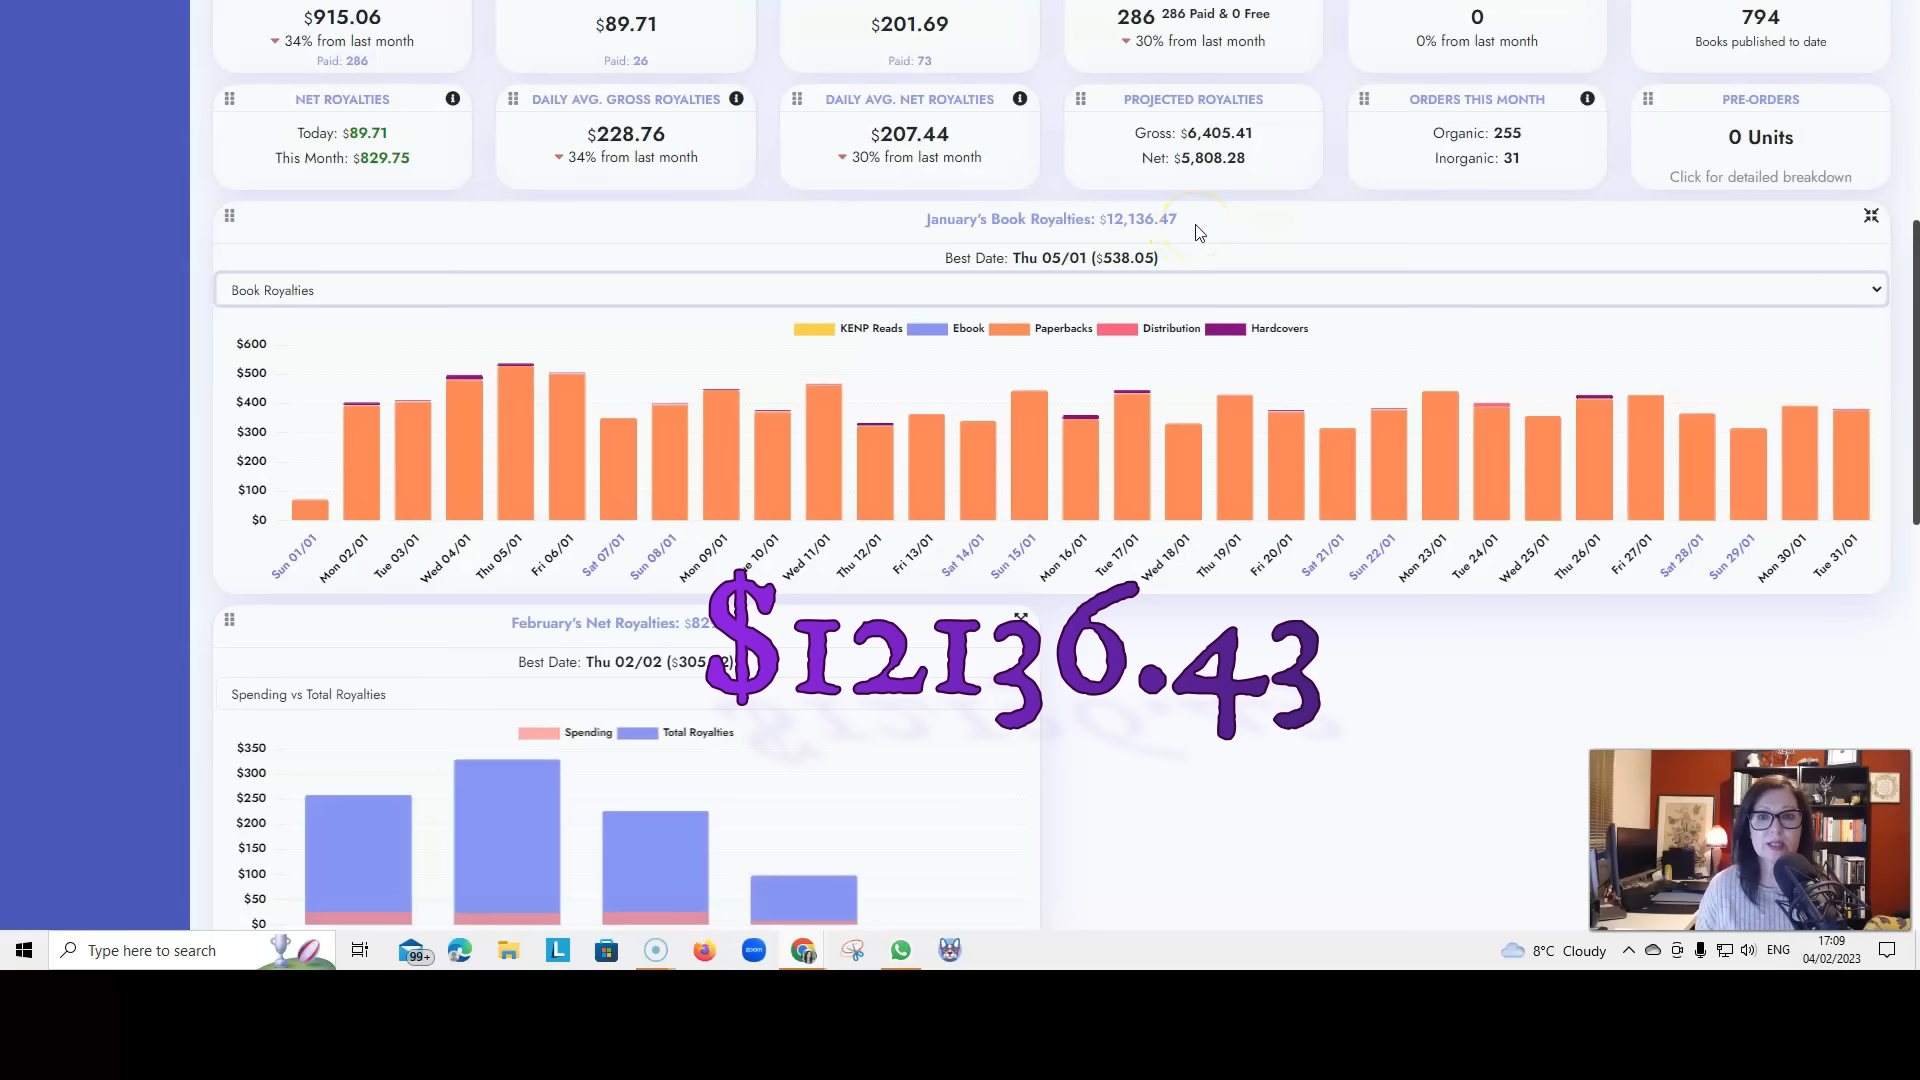 $915.06
34% from last month
Paid: 286
$89.71
Paid: 26
$201.69
Paid: 73
286 286 Paid & 0 Free
30% from last month
0
0% from last month
794
Books published to date
NET ROYALTIES
Today: $89.71
This Month: $829.75
DAILY AVG. GROSS ROYALTIES
$228.76
34% from last month
DAILY AVG. NET ROYALTIES
$207.44
30% from last month
PROJECTED ROYALTIES
Gross: $6,405.41
Net: $5,808.28
ORDERS THIS MONTH
Organic: 255
Inorganic: 31
PRE-ORDERS
0 Units
Click for detailed breakdown
January's Book Royalties: $12,136.47
Best Date: Thu 05/01 ($538.05)
Book Royalties
KENP Reads Ebook Paperbacks Distribution Hardcovers
$600
$500
$400
$300
$200
$100
$0
Sun 01/01 Mon 02/01 Tue 03/01 Wed 04/01 Thu 05/01 Fri 06/01 Sat 07/01 Sun 08/01 Mon 09/01 10/01 Wed 11/01 Thu 12/01 Fri 13/01 Sat 14/01 Sun 15/01 Mon 16/01 Tue 17/01 Wed 18/01 Thu 19/01 Fri 20/01 Sat 21/01 Sun 22/01 Mon 23/01 Tue 24/01 Wed 25/01 Thu 26/01 Fri 27/01 Sat 28/01 Sun 29/01 Mon 30/01 Tue 31/01
$12136.43
February's Net Royalties:
Best Date: Thu 02/02
Spending vs Total Royalties
Spending Total Royalties
$350
$300
$250
$200
$150
$100
$50
$0
Type here to search
99+
L
zoom
8°C Cloudy
ENG
17:09
04/02/2023